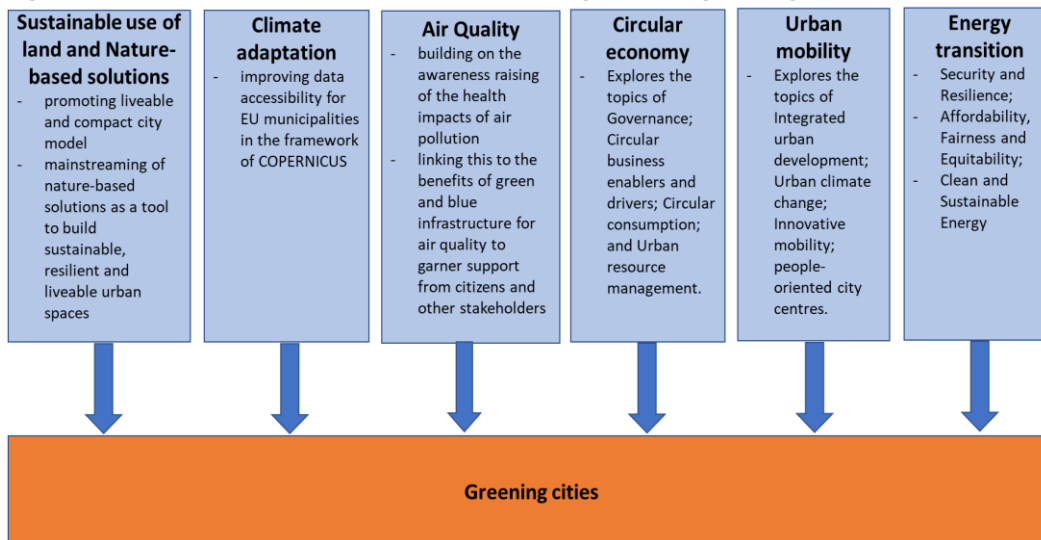 Sustainable use of
land and Nature-
based solutions
- promoting liveable
and compact city
model
- mainstreaming of
nature-based
solutions as a tool
to build
sustainable,
resilient and
liveable urban
spaces
Climate
adaptation
- improving data
accessibility for
EU municipalities
in the framework
of COPERNICUS
Air Quality
- building on the
awareness raising
of the health
impacts of air
pollution
- linking this to the
benefits of green
and blue
infrastructure for
air quality to
garner support
from citizens and
other stakeholders
Circular
economy
- Explores the
topics of
Governance;
Circular
business
enablers and
drivers; Circular
consumption;
and Urban
resource
management.
Urban
mobility
- Explores the
topics of
Integrated
urban
development;
Urban climate
change;
Innovative
mobility;
people-
oriented city
centres.
Energy
transition
- Security and
Resilience;
- Affordability,
Fairness and
Equitability;
- Clean and
Sustainable
Energy
Greening cities